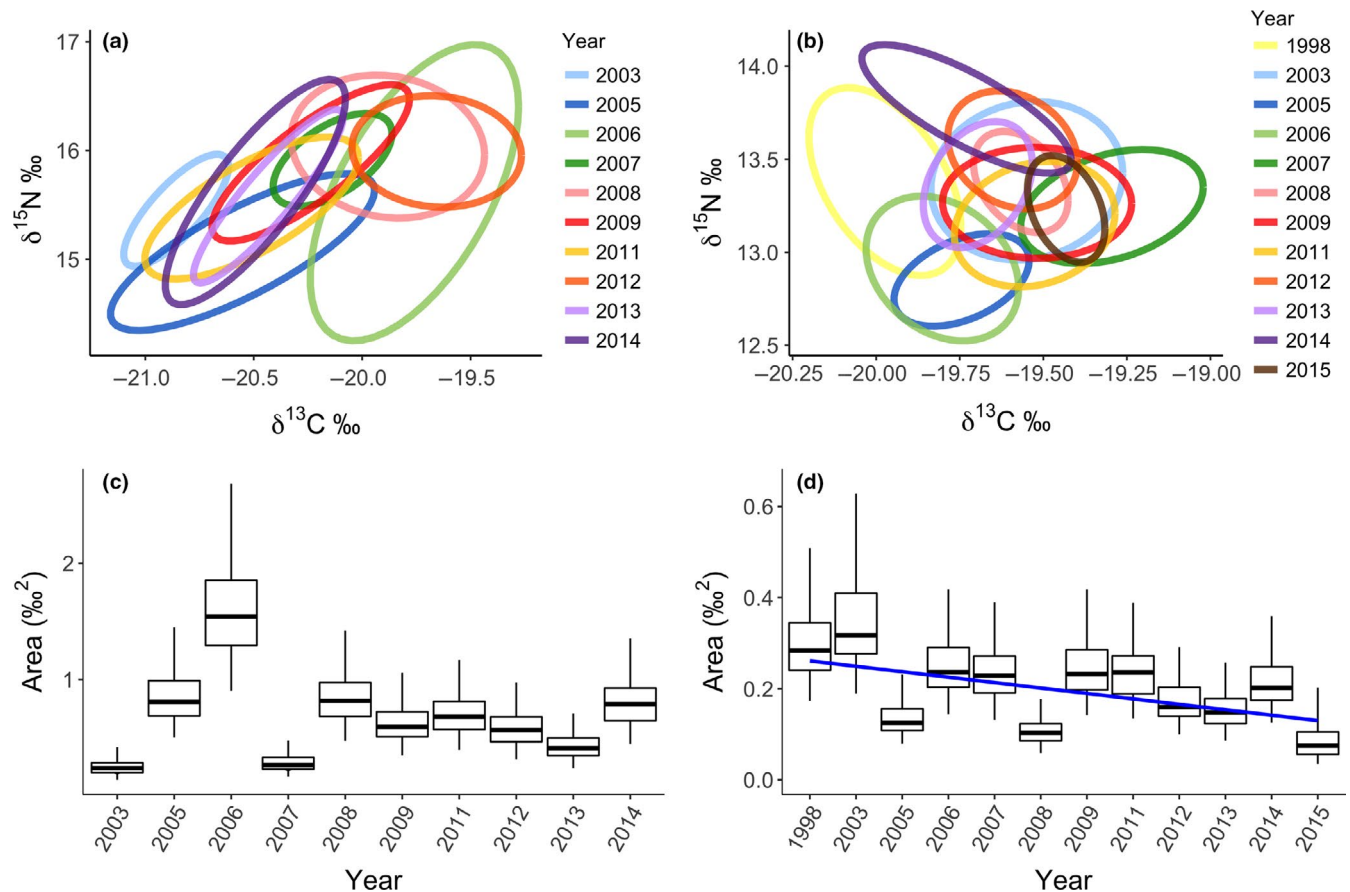 (a)
17
16
15
δ15N ‰
–21.0 –20.5 –20.0 –19.5
δ13C ‰
Year
2003
2005
2006
2007
2008
2009
2011
2012
2013
2014
(b)
14.0
13.5
13.0
12.5
δ15N ‰
–20.25 –20.00 –19.75 –19.50 –19.25 –19.00
δ13C ‰
Year
1998
2003
2005
2006
2007
2008
2009
2011
2012
2013
2014
2015
(c)
2
1
Area (‰2)
2003 2005 2006 2007 2008 2009 2011 2012 2013 2014
Year
(d)
0.6
0.4
0.2
0.0
Area (‰2)
1998 2003 2005 2006 2007 2008 2009 2011 2012 2013 2014 2015
Year